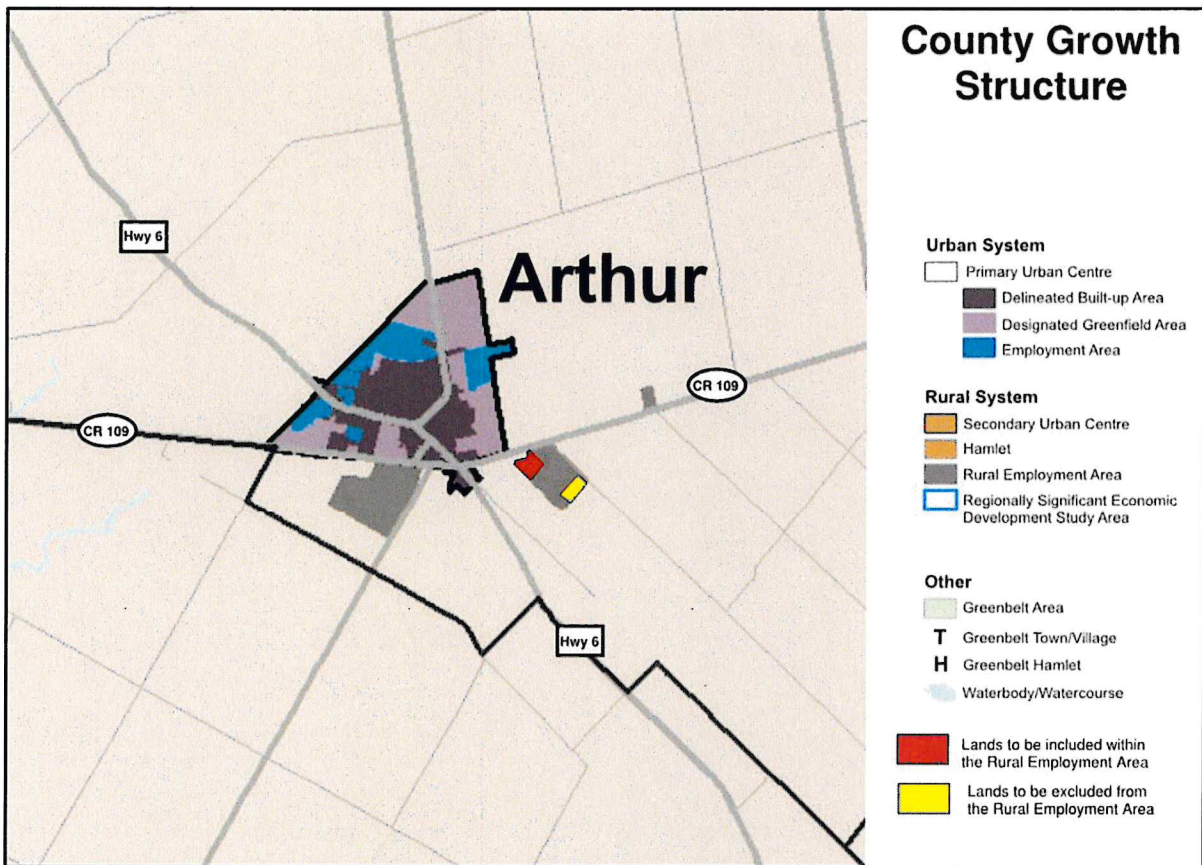 County Growth
Structure
Hwy 6
Arthur
CR 109
CR 109
Hwy 6
Urban System
Primary Urban Centre
Delineated Built-up Area
Designated Greenfield Area
Employment Area
Rural System
Secondary Urban Centre
Hamlet
Rural Employment Area
Regionally Significant Economic
Development Study Area
Other
Greenbelt Area
T Greenbelt Town/Village
H Greenbelt Hamlet
Waterbody/Watercourse
Lands to be included within
the Rural Employment Area
Lands to be excluded from
the Rural Employment Area